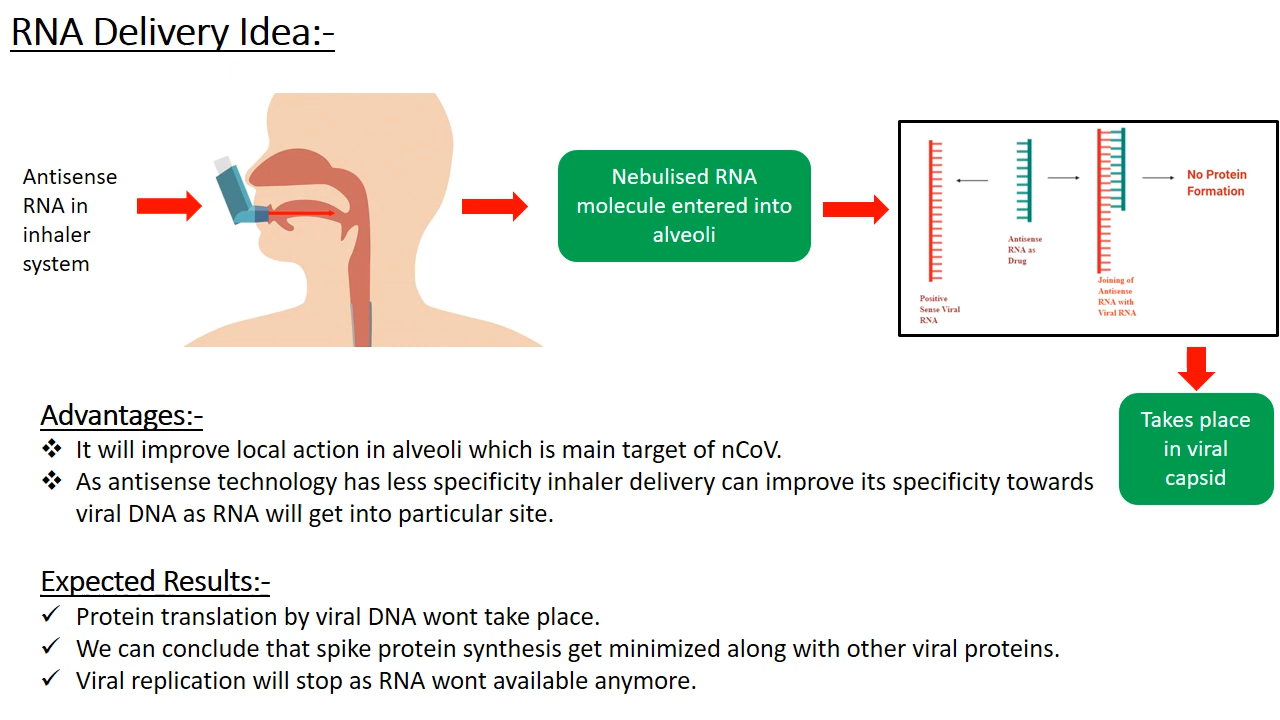 RNA Delivery Idea:-
Antisense
RNA in
inhaler
system
Nebulised RNA
molecule entered into
alveoli
Positive
Sense Viral
RNA
Antisense
RNA as
Drug
Joining of
Antisense
RNA with
Viral RNA
No Protein
Formation
Takes place
in viral
capsid
Advantages:-
❖ It will improve local action in alveoli which is main target of nCoV.
❖ As antisense technology has less specificity inhaler delivery can improve its specificity towards
viral DNA as RNA will get into particular site.
Expected Results:-
✓ Protein translation by viral DNA wont take place.
✓ We can conclude that spike protein synthesis get minimized along with other viral proteins.
✓ Viral replication will stop as RNA wont available anymore.